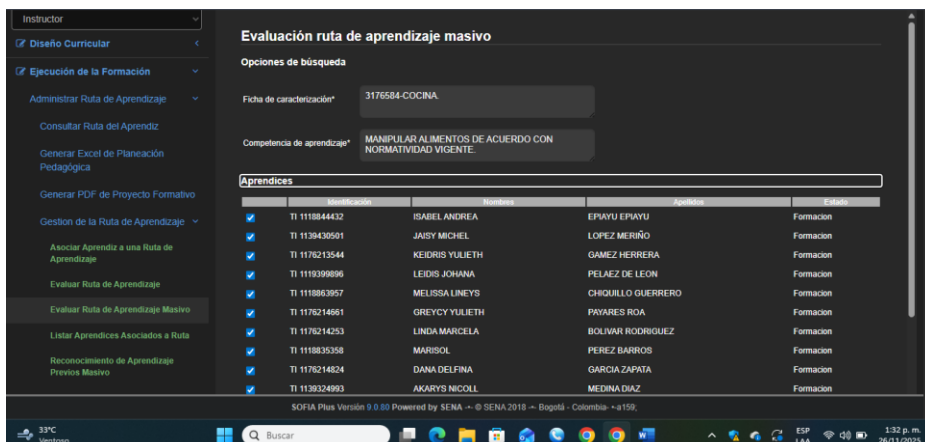 Instructor
Diseño Curricular
Ejecución de la Formación
Administrar Ruta de Aprendizaje
Consultar Ruta del Aprendiz
Generar Excel de Planeación
Pedagógica
Generar PDF de Proyecto Formativo
Gestion de la Ruta de Aprendizaje
Asociar Aprendiz a una Ruta de
Aprendizaje
Evaluar Ruta de Aprendizaje
Evaluar Ruta de Aprendizaje Masivo
Listar Aprendices Asociados a Ruta
Reconocimiento de Aprendizaje
Previos Masivo
Evaluación ruta de aprendizaje masivo
Opciones de búsqueda
Ficha de caracterización* 3176584-COCINA.
Competencia de aprendizaje* MANIPULAR ALIMENTOS DE ACUERDO CON
NORMATIVIDAD VIGENTE.
Aprendices
Identificación Nombres Apellidos Estado
TI 1118844432 ISABEL ANDREA EPIAYU EPIAYU Formacion
TI 1139430501 JAISY MICHEL LOPEZ MERIÑO Formacion
TI 1176213544 KEIDRIS YULIETH GAMEZ HERRERA Formacion
TI 1119399896 LEIDIS JOHANA PELAEZ DE LEON Formacion
TI 1118863957 MELISSA LINEYS CHIQUILLO GUERRERO Formacion
TI 1176214661 GREYCY YULIETH PAYARES ROA Formacion
TI 1176214253 LINDA MARCELA BOLIVAR RODRIGUEZ Formacion
TI 1118835358 MARISOL PEREZ BARROS Formacion
TI 1176214824 DANA DELFINA GARCIA ZAPATA Formacion
TI 1139324993 AKARYS NICOLL MEDINA DIAZ Formacion
SOFIA Plus Versión 9.0.80 Powered by SENA -•- © SENA 2018 -•- Bogotá - Colombia- •-a159;
33°C
Ventoso
Buscar
ESP
LAA
1:32 p. m.
26/11/2025